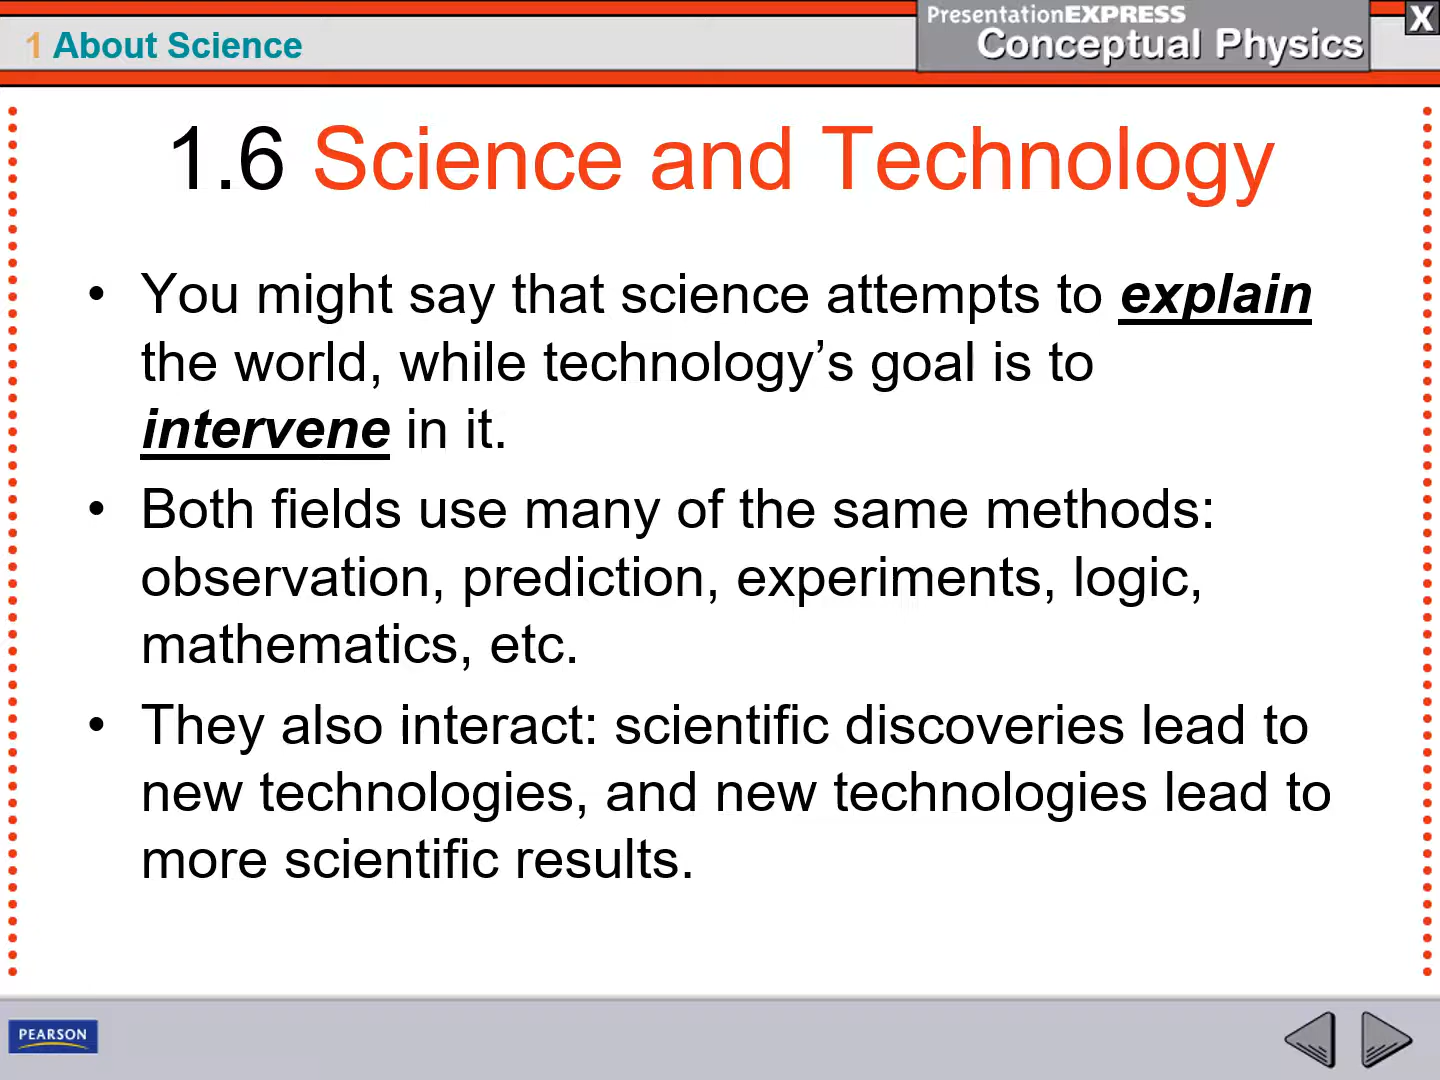 1 About Science
PresentationEXPRESS
Conceptual Physics
X
1.6 Science and Technology
• You might say that science attempts to explain
the world, while technology’s goal is to
intervene in it.
• Both fields use many of the same methods:
observation, prediction, experiments, logic,
mathematics, etc.
• They also interact: scientific discoveries lead to
new technologies, and new technologies lead to
more scientific results.
PEARSON